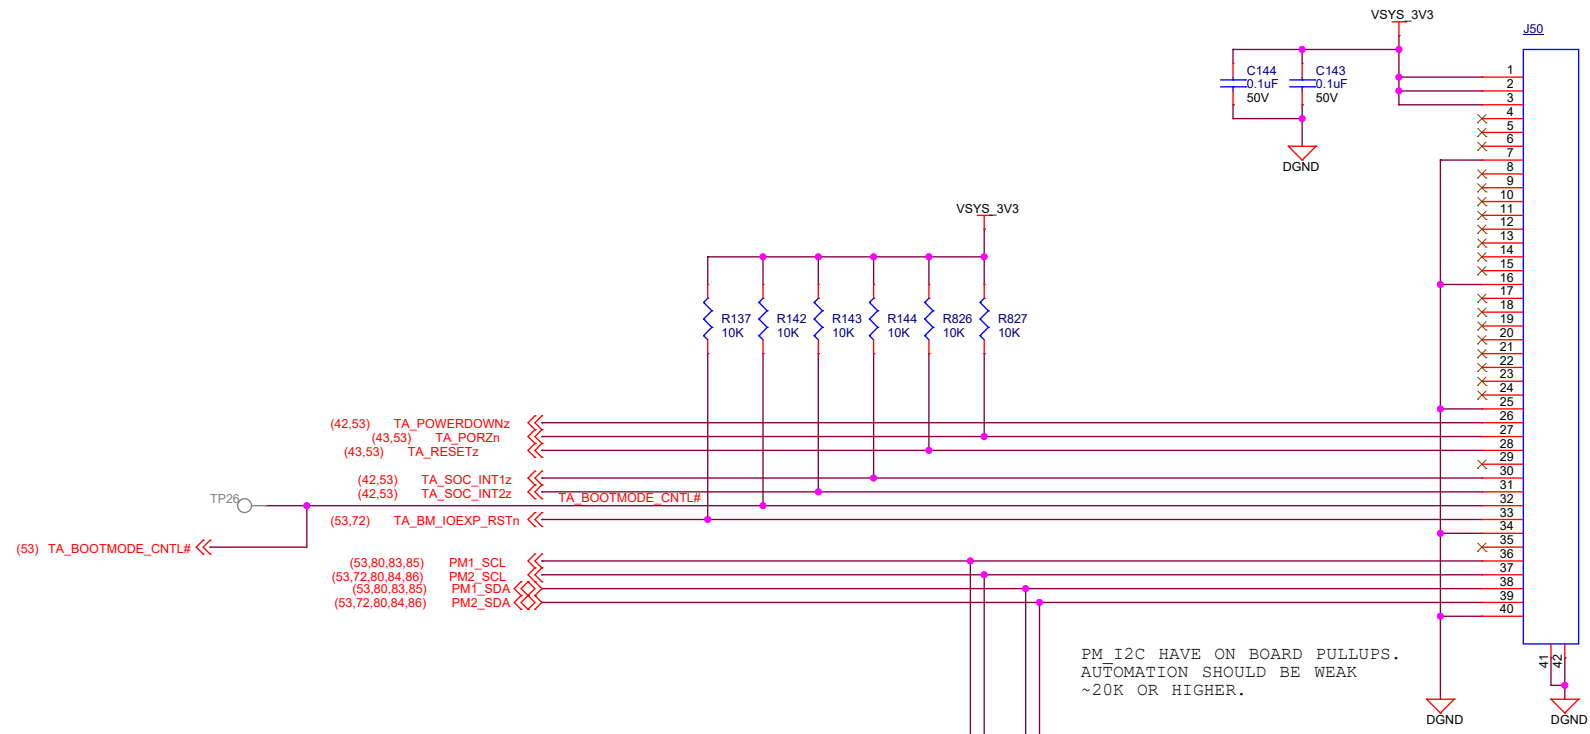 VSYS_3V3
J50
C144
0.1uF
50V
C143
0.1uF
50V
DGND
1
2
3
4
5
6
7
8
9
10
11
12
13
14
15
16
17
18
19
20
21
22
23
24
25
26
27
28
29
30
31
32
33
34
35
36
37
38
39
40
41
42
VSYS_3V3
R137
10K
R142
10K
R143
10K
R144
10K
R826
10K
R827
10K
(42,53) TA_POWERDOWNz
(43,53) TA_PORZn
(43,53) TA_RESETz
(42,53) TA_SOC_INT1z
(42,53) TA_SOC_INT2z
TA_BOOTMODE_CNTL#
TP26
(53,72) TA_BM_IOEXP_RSTn
(53) TA_BOOTMODE_CNTL#
(53,80,83,85) PM1_SCL
(53,72,80,84,86) PM2_SCL
(53,80,83,85) PM1_SDA
(53,72,80,84,86) PM2_SDA
PM_I2C HAVE ON BOARD PULLUPS.
AUTOMATION SHOULD BE WEAK
~20K OR HIGHER.
DGND
DGND